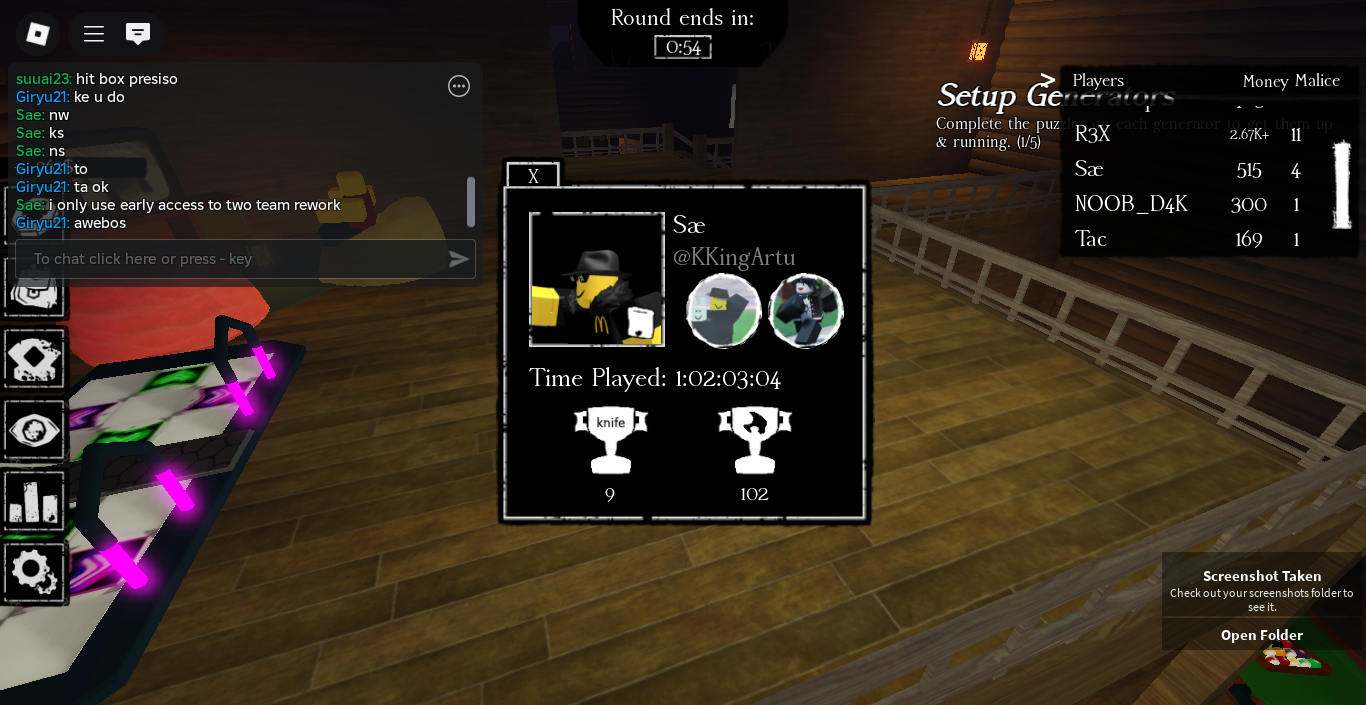 Round ends in:
0:54
suuai23: hit box presiso
Giryu21: ke u do
Sae: nw
Sae: ks
Sae: ns
Giryu21: to
Giryu21: ta ok
Sae: i only use early access to two team rework
Giryu21: awebos
To chat click here or press - key
Setup Generators
Complete the puzzles on each generator to get them up
& running. (1/5)
>
Players Money Malice
R3X 2.67K+ 11
Sæ 515 4
NOOB_D4K 300 1
Tac 169 1
X
Sæ
@KKingArtu
Time Played: 1:02:03:04
knife
9
102
Screenshot Taken
Check out your screenshots folder to
see it.
Open Folder